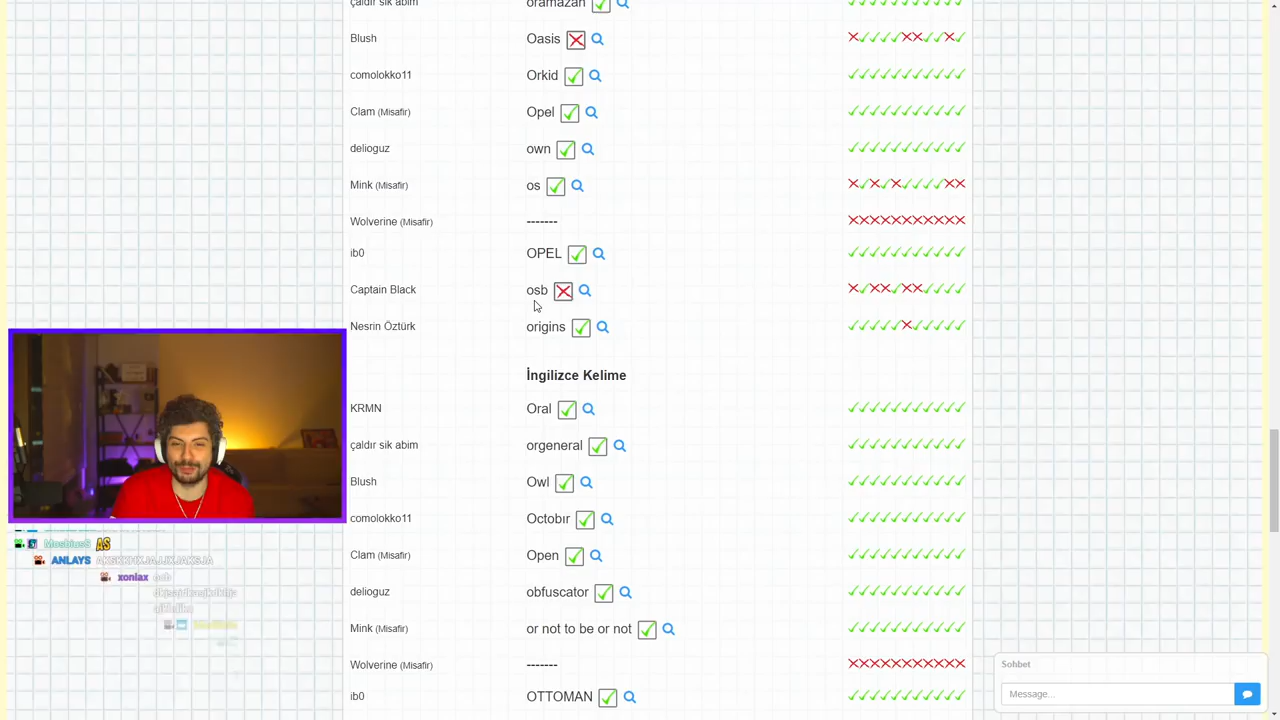 çaldır sik abim oramazan
Blush Oasis
comolokko11 Orkid
Clam (Misafir) Opel
delioguz own
Mink (Misafir) os
Wolverine (Misafir) -------
ib0 OPEL
Captain Black osb
Nesrin Öztürk origins
İngilizce Kelime
KRMN Oral
çaldır sik abim orgeneral
Blush Owl
comolokko11 Octobır
Clam (Misafir) Open
delioguz obfuscator
Mink (Misafir) or not to be or not
Wolverine (Misafir) -------
ib0 OTTOMAN
AS
ANLAYS
xonlax
Sohbet
Message...